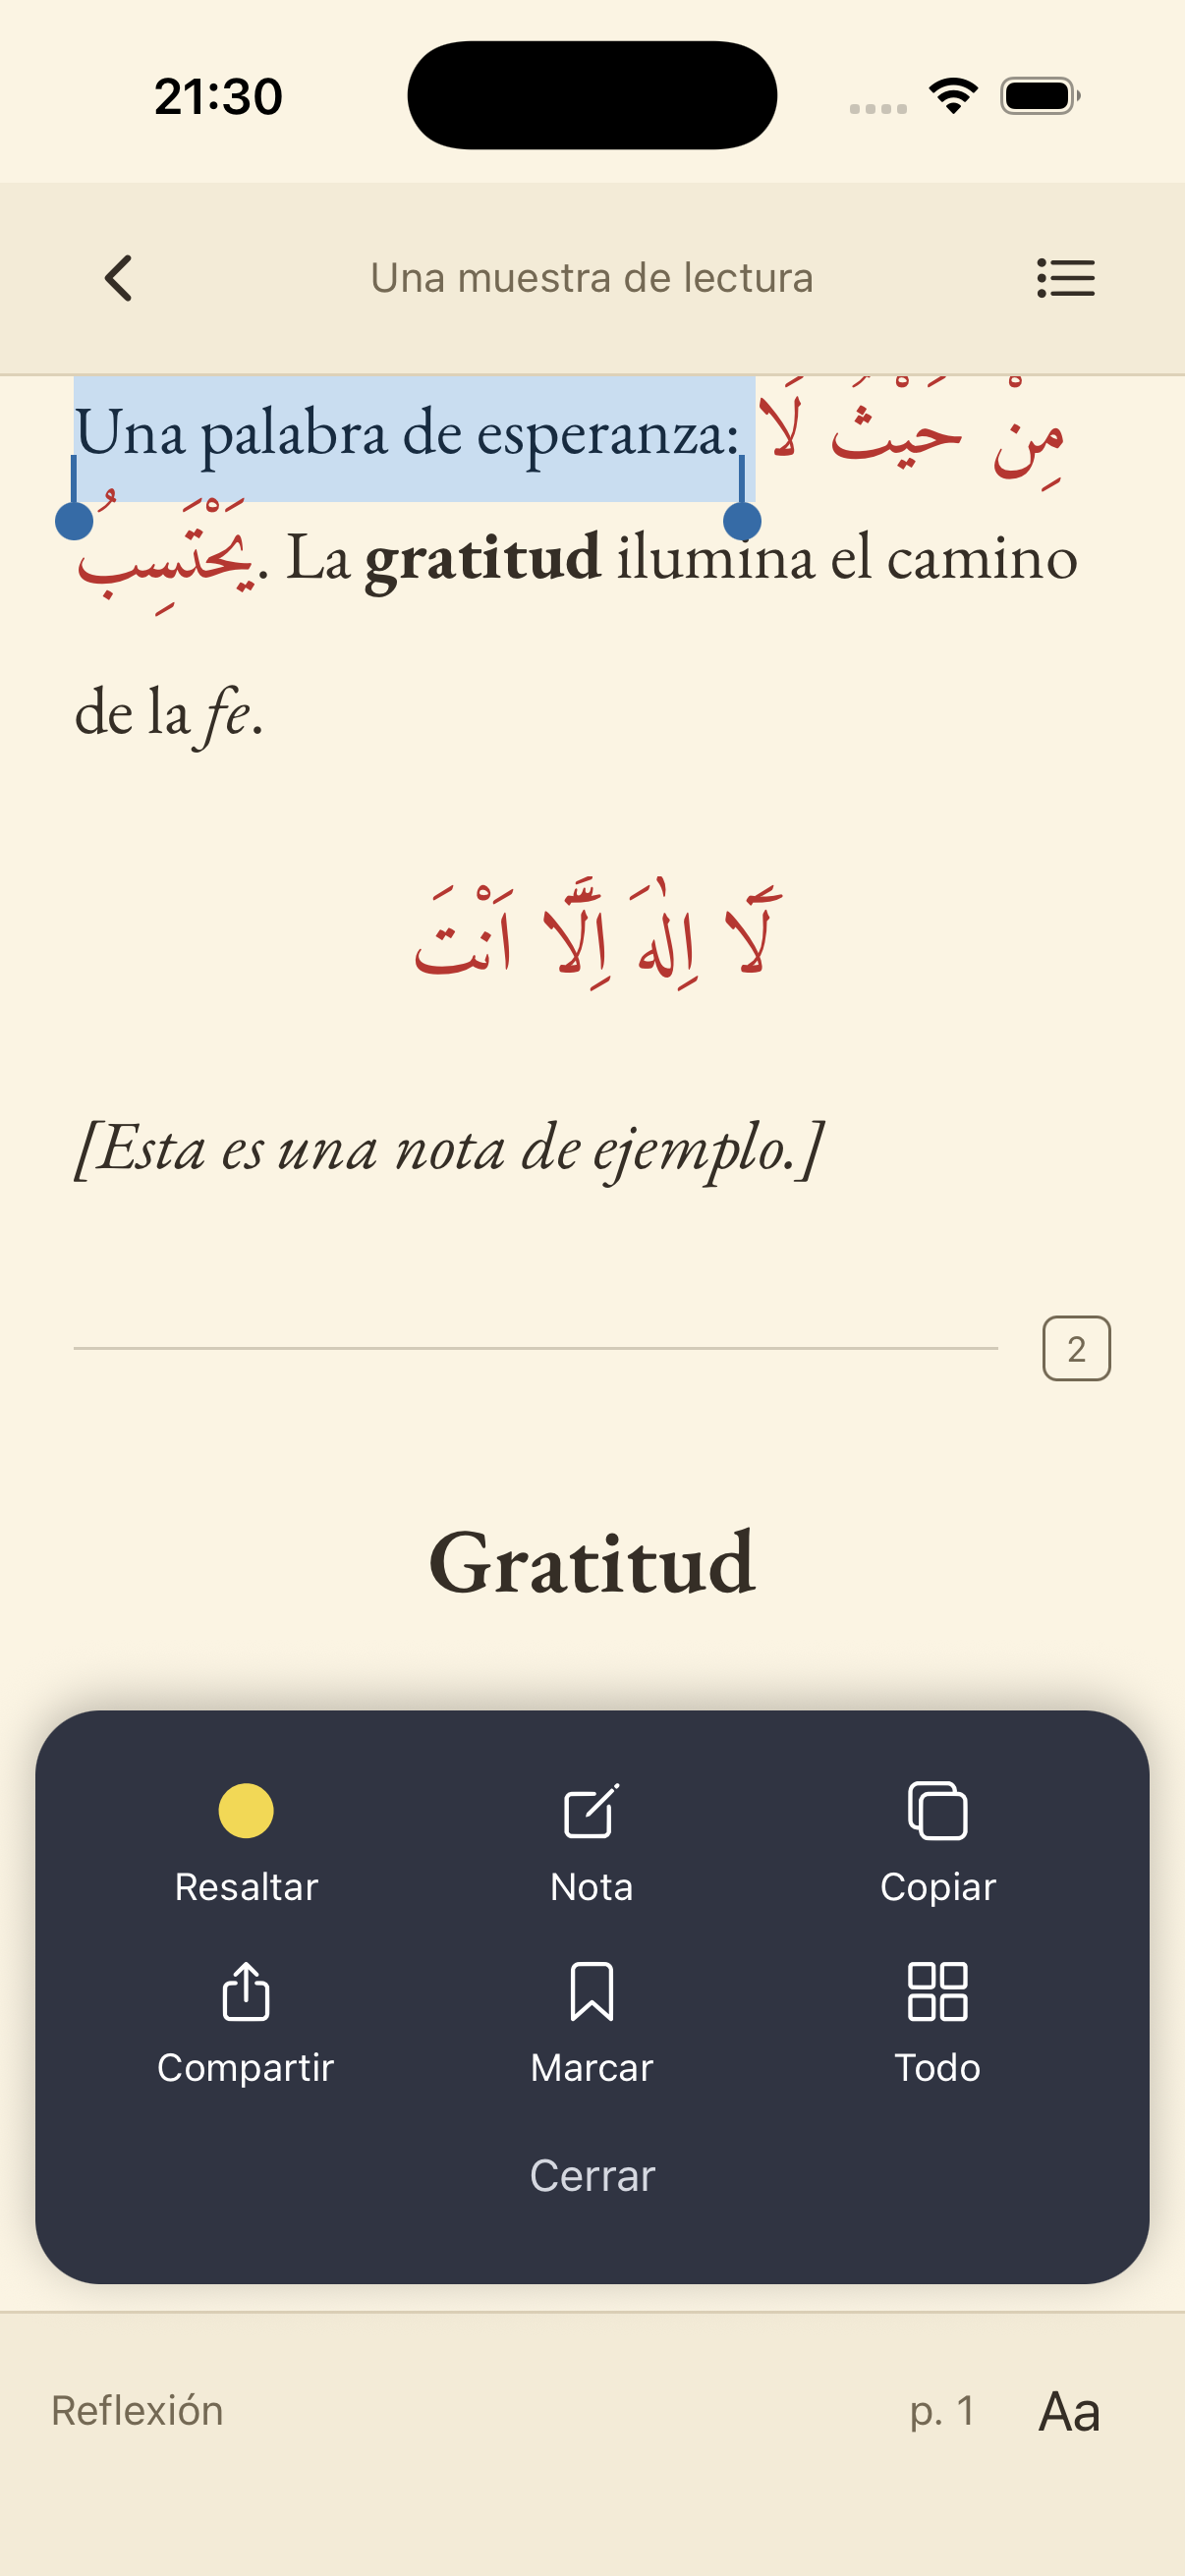 21:30
Una muestra de lectura
Una palabra de esperanza: مِنْ حَيْثُ لَا
يَحْتَسِبُ. La gratitud ilumina el camino
de la fe.
لَٓا اِلٰهَ اِلَّٓا اَنْتَ
[Esta es una nota de ejemplo.]
2
Gratitud
Resaltar Nota Copiar
Compartir Marcar Todo
Cerrar
Reflexión p. 1 Aa